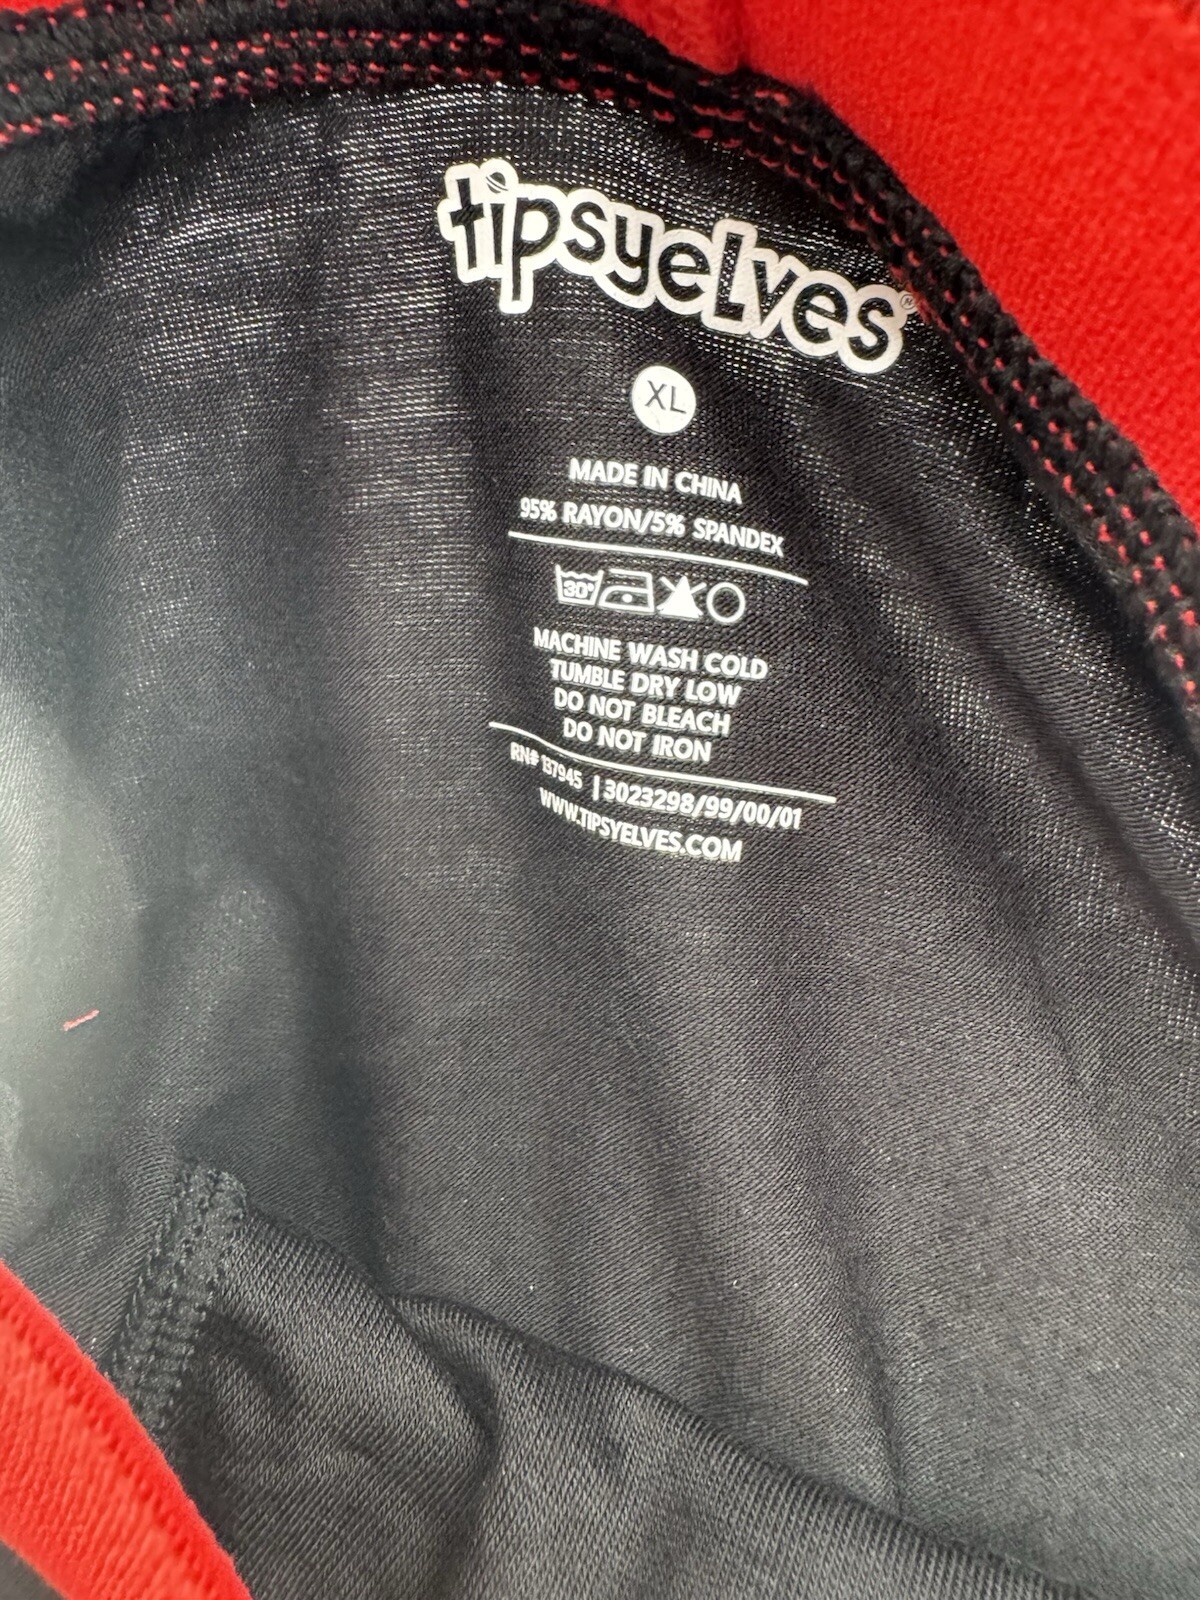 tipsyelves®
XL
MADE IN CHINA
95% RAYON/5% SPANDEX
30°
MACHINE WASH COLD
TUMBLE DRY LOW
DO NOT BLEACH
DO NOT IRON
RN# 137945 | 3023298/99/00/01
WWW.TIPSYELVES.COM